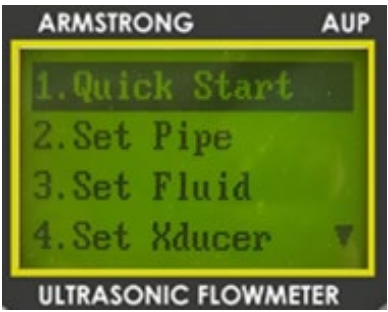 ARMSTRONG AUP
1.Quick Start
2.Set Pipe
3.Set Fluid
4.Set Xducer ▼
ULTRASONIC FLOWMETER